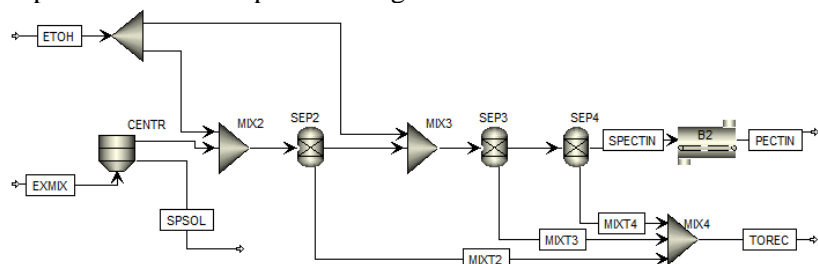 ETOH
CENTR
MIX2
SEP2
MIX3
SEP3
SEP4
SPECTIN
B2
PECTIN
EXMIX
SPSOL
MIXT4
MIX4
MIXT3
TOREC
MIXT2